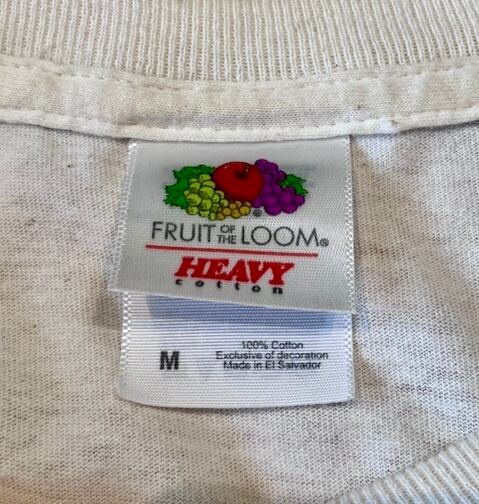 FRUIT OF THE LOOM®
HEAVY
cotton
M
100% Cotton
Exclusive of decoration
Made in El Salvador